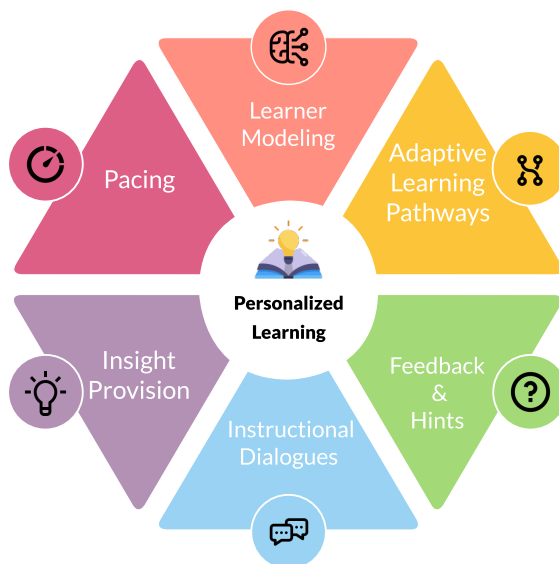 Learner
Modeling
Adaptive
Learning
Pathways
Pacing
Personalized
Learning
Insight
Provision
Feedback
&
Hints
Instructional
Dialogues